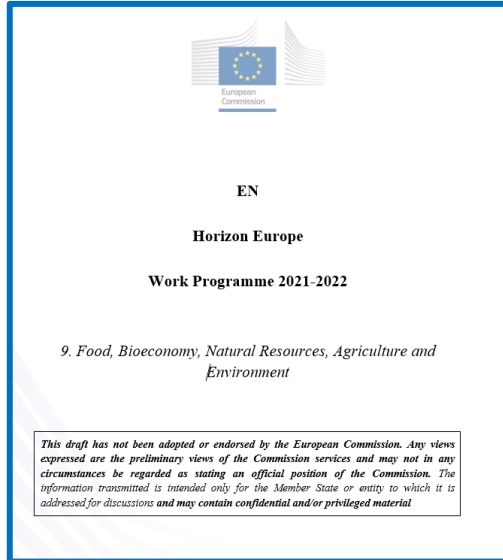 European
Commission
EN
Horizon Europe
Work Programme 2021-2022
9. Food, Bioeconomy, Natural Resources, Agriculture and
Environment
This draft has not been adopted or endorsed by the European Commission. Any views
expressed are the preliminary views of the Commission services and may not in any
circumstances be regarded as stating an official position of the Commission. The
information transmitted is intended only for the Member State or entity to which it is
addressed for discussions and may contain confidential and/or privileged material